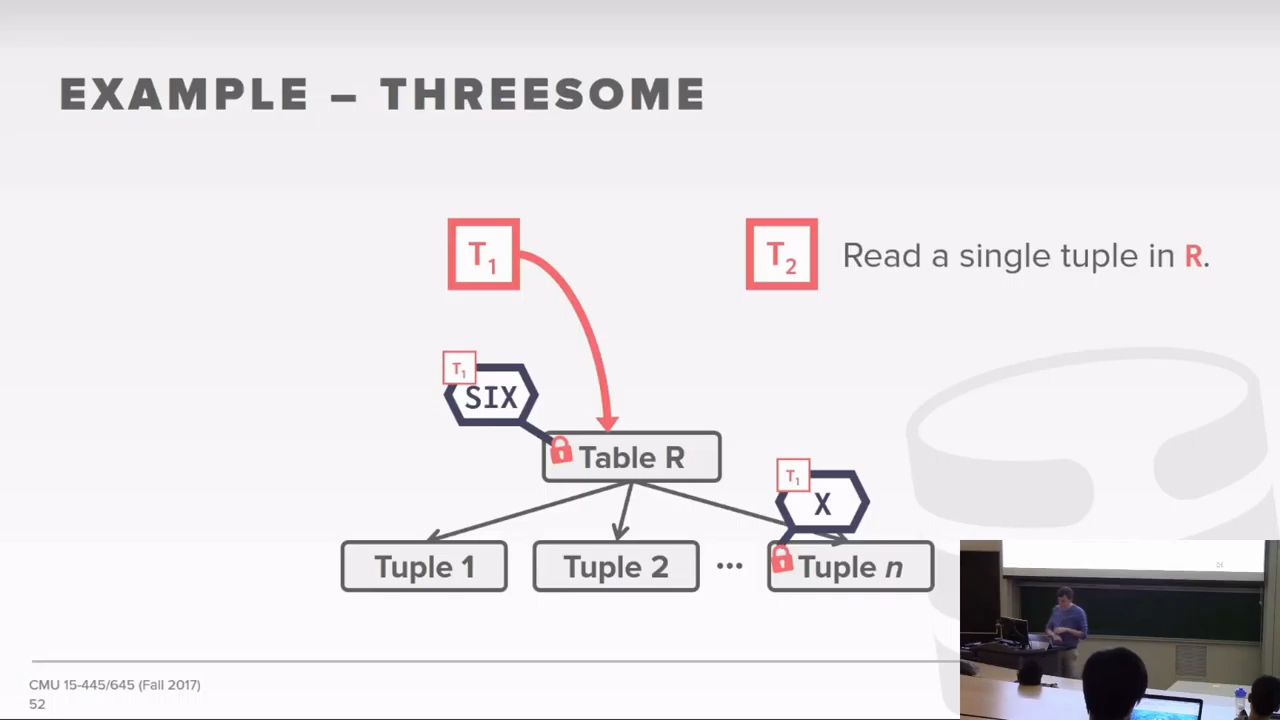 EXAMPLE – THREESOME
T1
T2
Read a single tuple in R.
T1
SIX
Table R
T1
X
Tuple 1
Tuple 2
...
Tuple n
CMU 15-445/645 (Fall 2017)
52